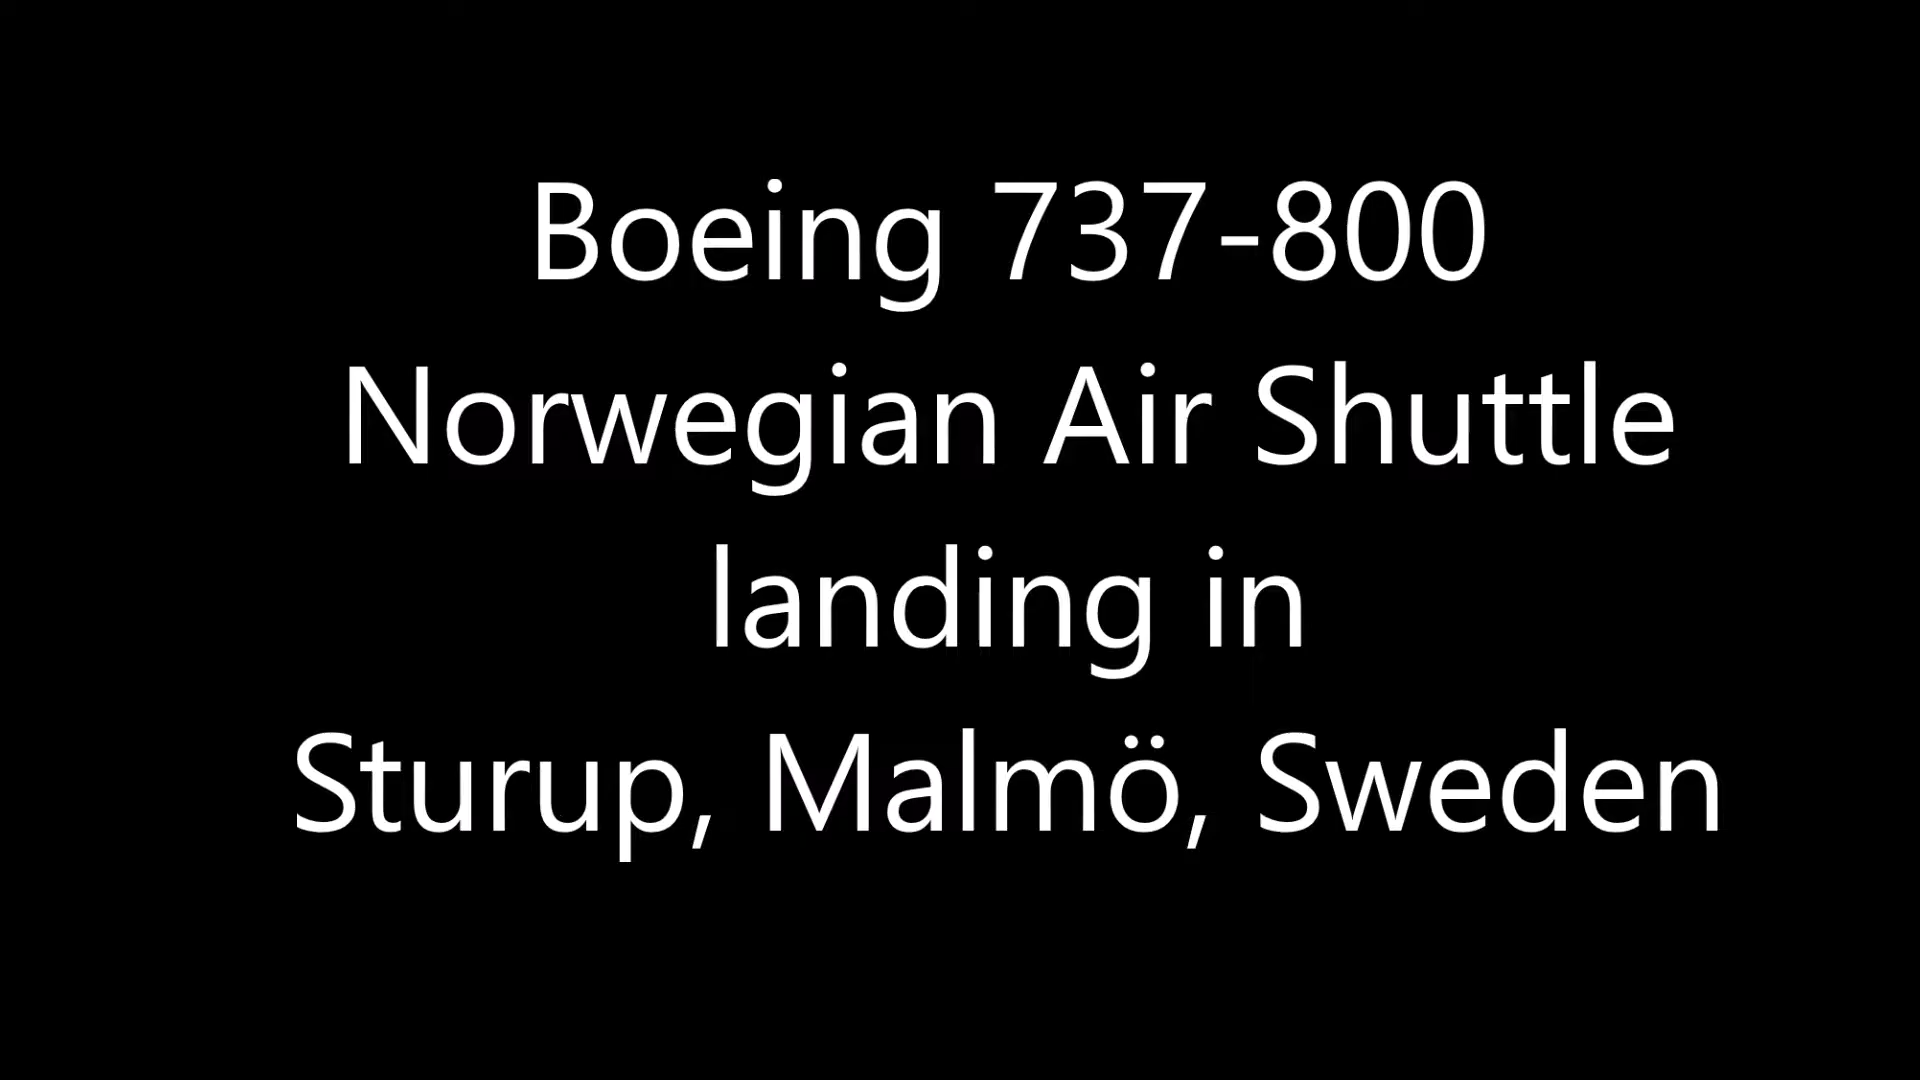 Boeing 737-800
Norwegian Air Shuttle
landing in
Sturup, Malmö, Sweden